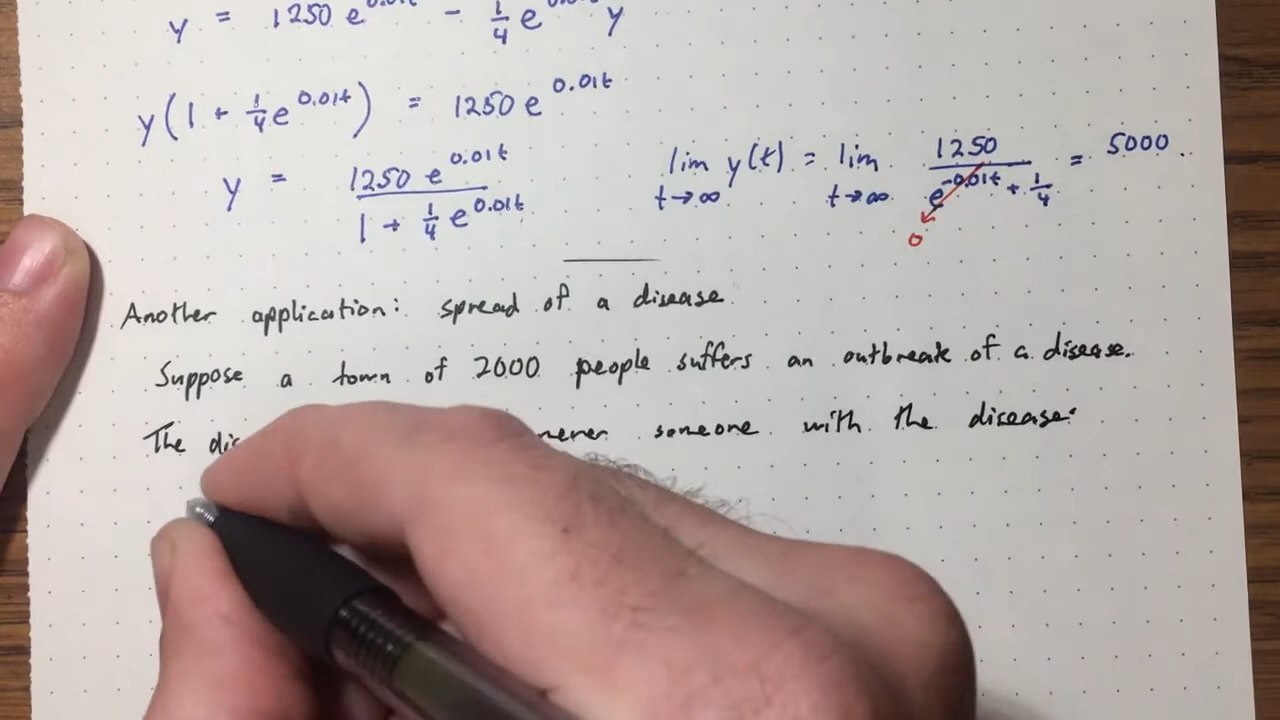 y = 1250 e^0.01t - 1/4 e y
y(1 + 1/4 e^0.01t) = 1250 e^0.01t
y = 1250 e^0.01t / 1 + 1/4 e^0.01t
lim t→∞ y(t) = lim t→∞ 1250 / e^-0.01t + 1/4 = 5000.
0
Another application: spread of a disease
Suppose a town of 2000 people suffers an outbreak of a disease.
The someone with the disease